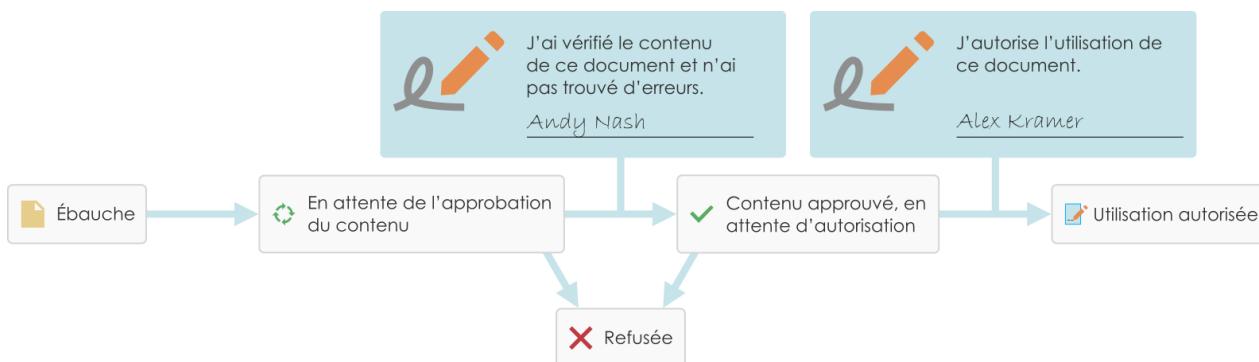 J’ai vérifié le contenu
de ce document et n’ai
pas trouvé d’erreurs.
Andy Nash
J’autorise l’utilisation de
ce document.
Alex Kramer
Ébauche
En attente de l’approbation
du contenu
Contenu approuvé, en
attente d’autorisation
Utilisation autorisée
Refusée